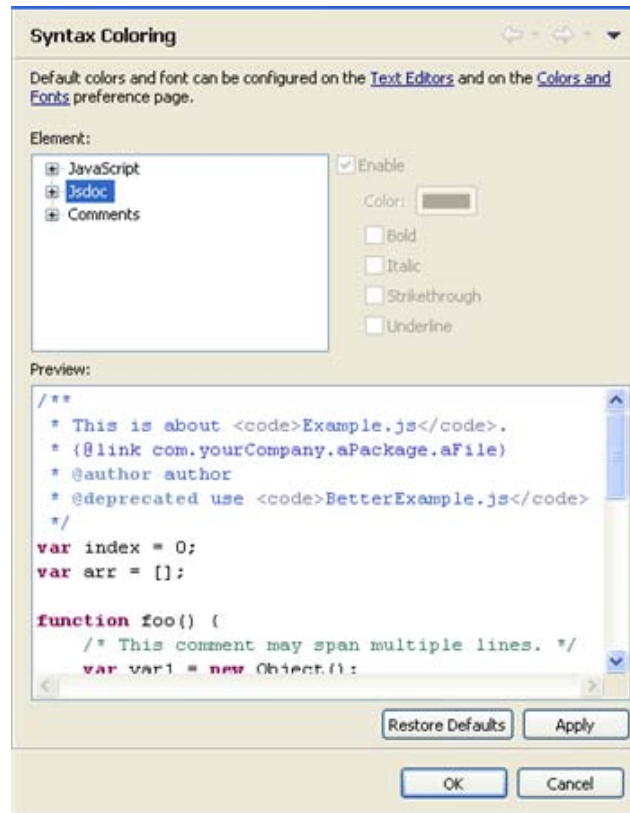 Syntax Coloring
Default colors and font can be configured on the Text Editors and on the Colors and
Fonts preference page.
Element:
JavaScript
Jsdoc
Comments
Enable
Color:
Bold
Italic
Strikethrough
Underline
Preview:
/**
 * This is about <code>Example.js</code>.
 * {@link com.yourCompany.aPackage.aFile}
 * @author author
 * @deprecated use <code>BetterExample.js</code>
 */
var index = 0;
var arr = [];
function foo() {
    /* This comment may span multiple lines. */
    var var1 = new Object();
Restore Defaults
Apply
OK
Cancel